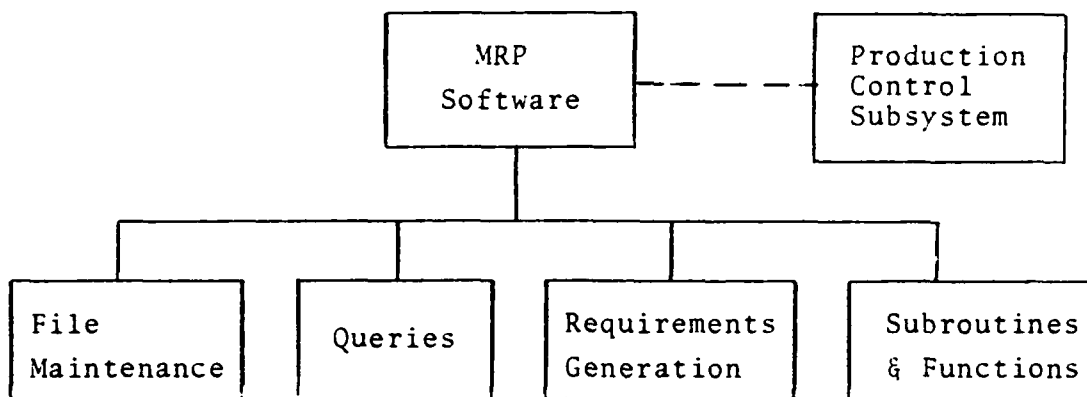 MRP
Software
Production
Control
Subsystem
File
Maintenance
Queries
Requirements
Generation
Subroutines
& Functions